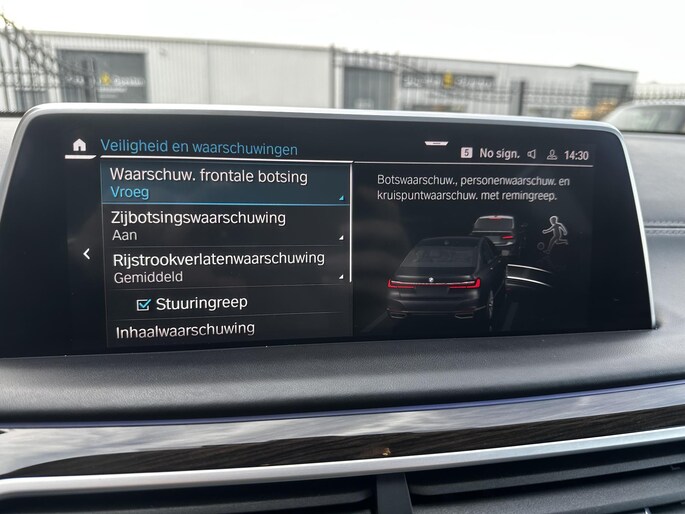 Veiligheid en waarschuwingen
5 No sign. 14:30
Waarschuw. frontale botsing
Vroeg
Zijbotsingswaarschuwing
Aan
Rijstrookverlatenwaarschuwing
Gemiddeld
Stuuringreep
Inhaalwaarschuwing
Botswaarschuw., personenwaarschuw. en
kruispuntwaarschuw. met remingreep.